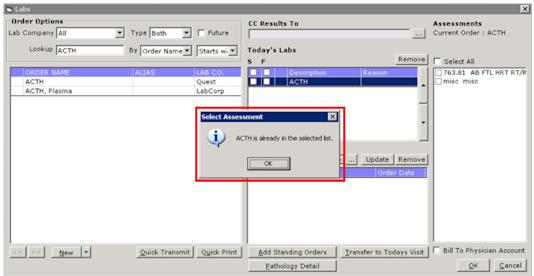 Labs
Order Options
Lab Company All Type Both Future
Lookup ACTH By Order Name Starts wi
ORDER NAME ALIAS LAB CO.
ACTH Quest
ACTH, Plasma LabCorp
<< >> New Quick Transmit Quick Print
CC Results To
...
Today's Labs
Remove
S F Description Reason
ACTH
Select Assessment
ACTH is already in the selected list.
OK
... Update Remove
Order Date
Add Standing Orders Transfer to Todays Visit
Pathology Detail
Assessments
Current Order : ACTH
Select All
763.81 AB FTL HRT RT/R
misc misc
Bill To Physician Account
OK Cancel